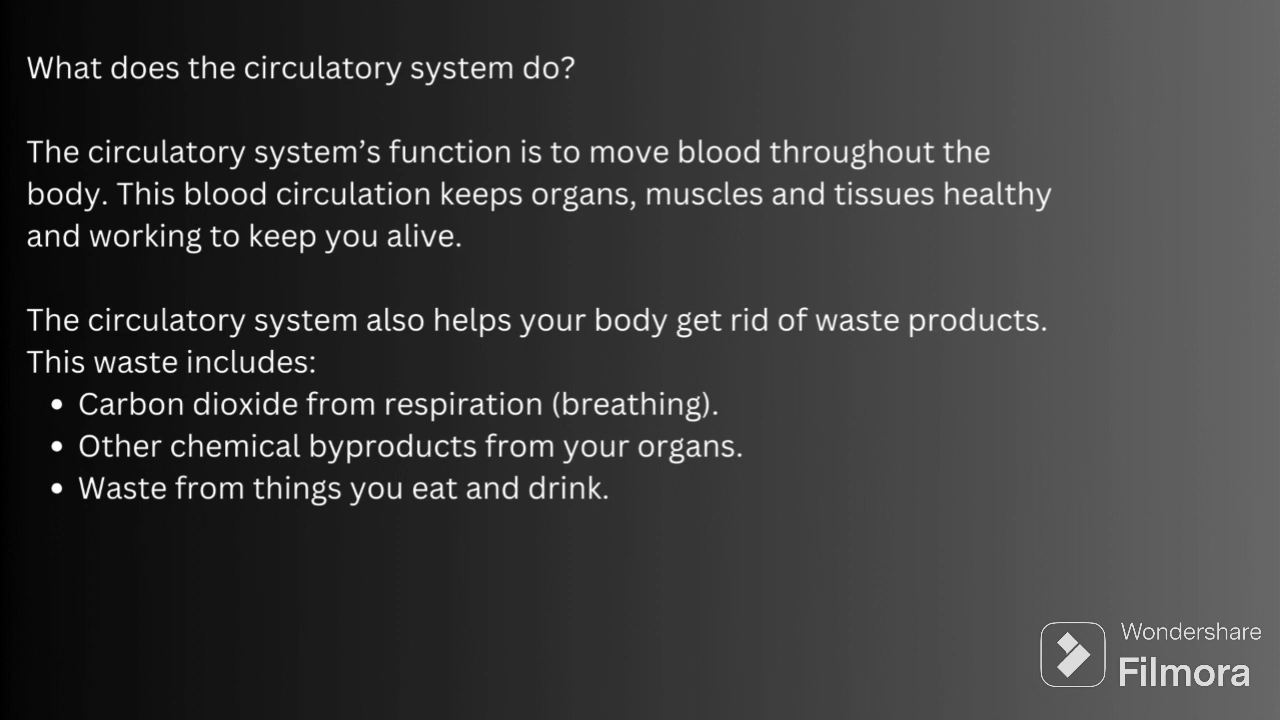 What does the circulatory system do?
The circulatory system’s function is to move blood throughout the
body. This blood circulation keeps organs, muscles and tissues healthy
and working to keep you alive.
The circulatory system also helps your body get rid of waste products.
This waste includes:
• Carbon dioxide from respiration (breathing).
• Other chemical byproducts from your organs.
• Waste from things you eat and drink.
Wondershare
Filmora